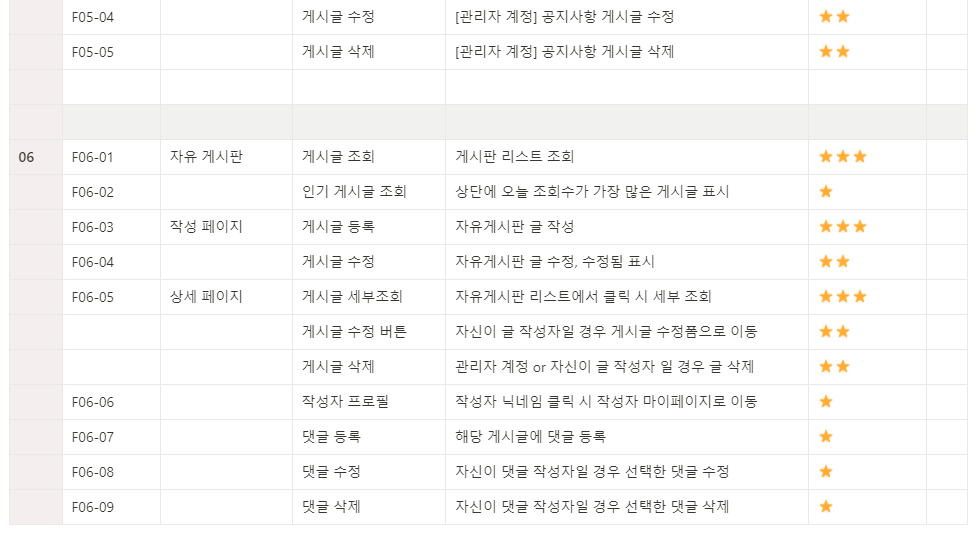 F05-04 게시글 수정 [관리자 계정] 공지사항 게시글 수정 ★★
F05-05 게시글 삭제 [관리자 계정] 공지사항 게시글 삭제 ★★
06 F06-01 자유 게시판 게시글 조회 게시판 리스트 조회 ★★★
F06-02 인기 게시글 조회 상단에 오늘 조회수가 가장 많은 게시글 표시 ★
F06-03 작성 페이지 게시글 등록 자유게시판 글 작성 ★★★
F06-04 게시글 수정 자유게시판 글 수정, 수정됨 표시 ★★
F06-05 상세 페이지 게시글 세부조회 자유게시판 리스트에서 클릭 시 세부 조회 ★★★
게시글 수정 버튼 자신이 글 작성자일 경우 게시글 수정폼으로 이동 ★★
게시글 삭제 관리자 계정 or 자신이 글 작성자 일 경우 글 삭제 ★★
F06-06 작성자 프로필 작성자 닉네임 클릭 시 작성자 마이페이지로 이동 ★
F06-07 댓글 등록 해당 게시글에 댓글 등록 ★
F06-08 댓글 수정 자신이 댓글 작성자일 경우 선택한 댓글 수정 ★
F06-09 댓글 삭제 자신이 댓글 작성자일 경우 선택한 댓글 삭제 ★